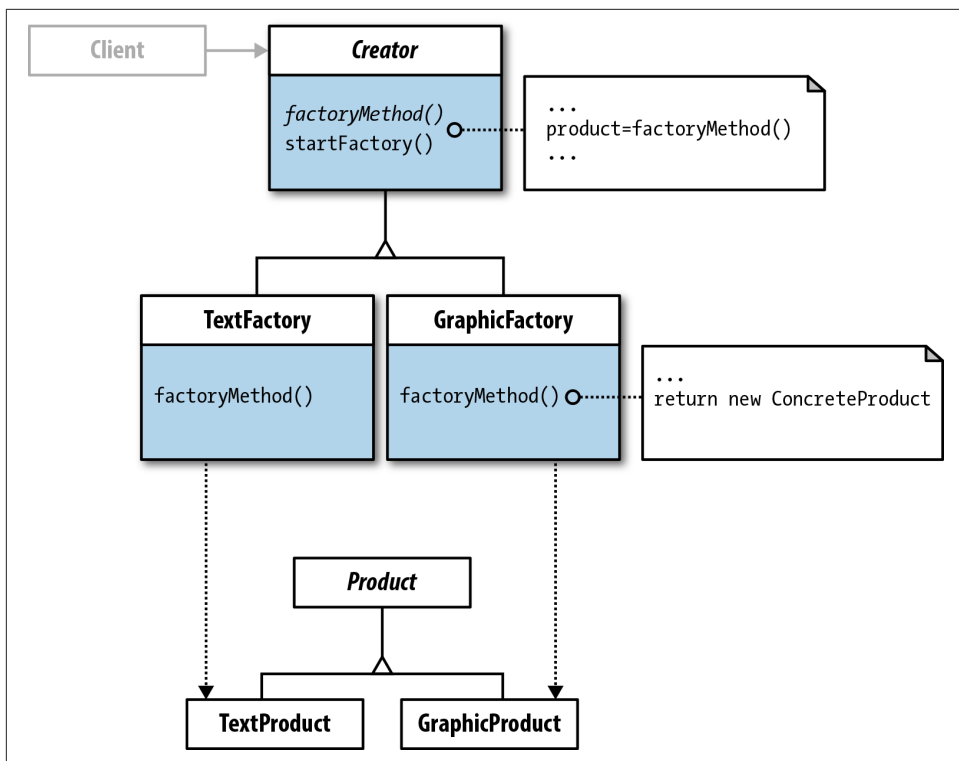 Client
Creator
factoryMethod()
startFactory()
...
product=factoryMethod()
...
TextFactory
factoryMethod()
GraphicFactory
factoryMethod()
...
return new ConcreteProduct
Product
TextProduct
GraphicProduct